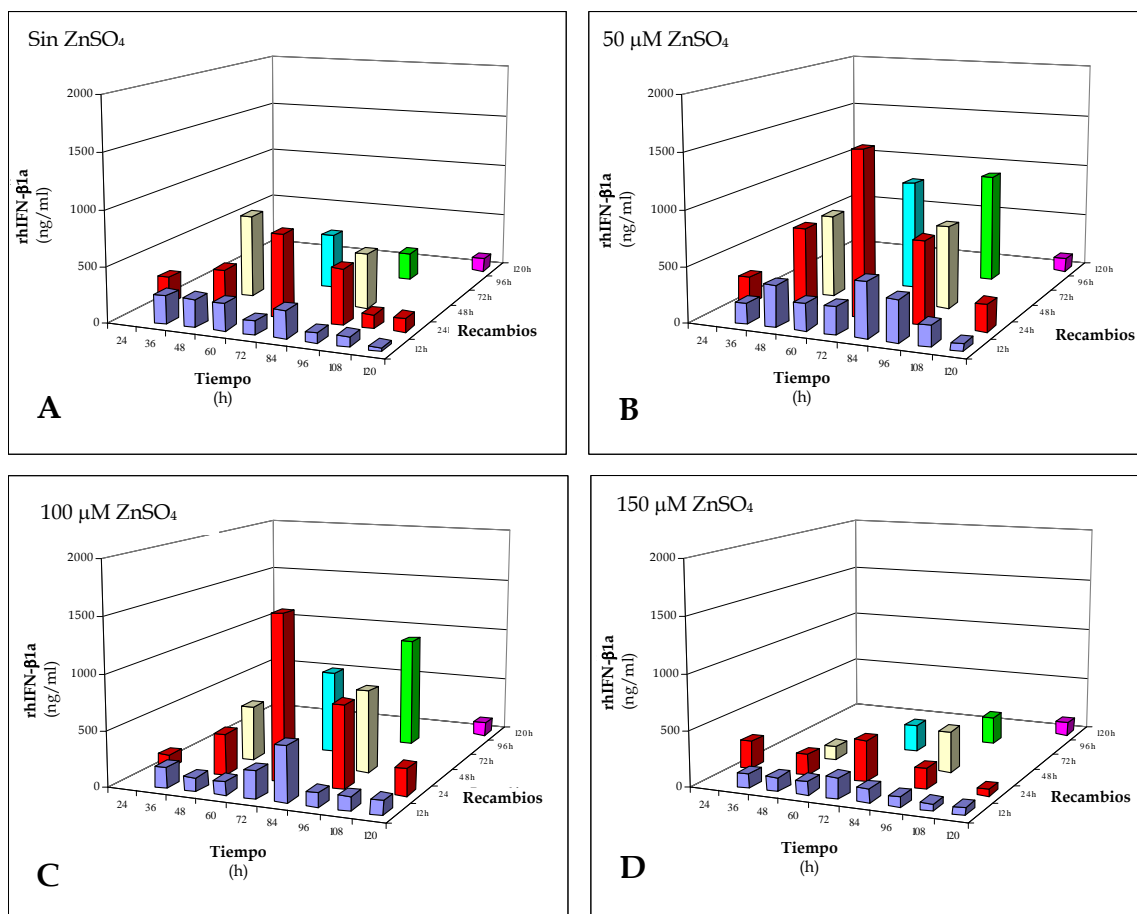 Sin ZnSO₄
2000
1500
1000
500
0
rhIFN-β1a
(ng/ml)
24
36
48
60
72
84
96
108
120
Tiempo
(h)
12h
24h
48h
72h
96h
120h
Recambios
A
50 µM ZnSO₄
2000
1500
1000
500
0
rhIFN-β1a
(ng/ml)
24
36
48
60
72
84
96
108
120
Tiempo
(h)
12h
24h
48h
72h
96h
120h
Recambios
B
100 µM ZnSO₄
2000
1500
1000
500
0
rhIFN-β1a
(ng/ml)
24
36
48
60
72
84
96
108
120
Tiempo
(h)
12h
24h
48h
72h
96h
120h
Recambios
C
150 µM ZnSO₄
2000
1500
1000
500
0
rhIFN-β1a
(ng/ml)
24
36
48
60
72
84
96
108
120
Tiempo
(h)
12h
24h
48h
72h
96h
120h
Recambios
D